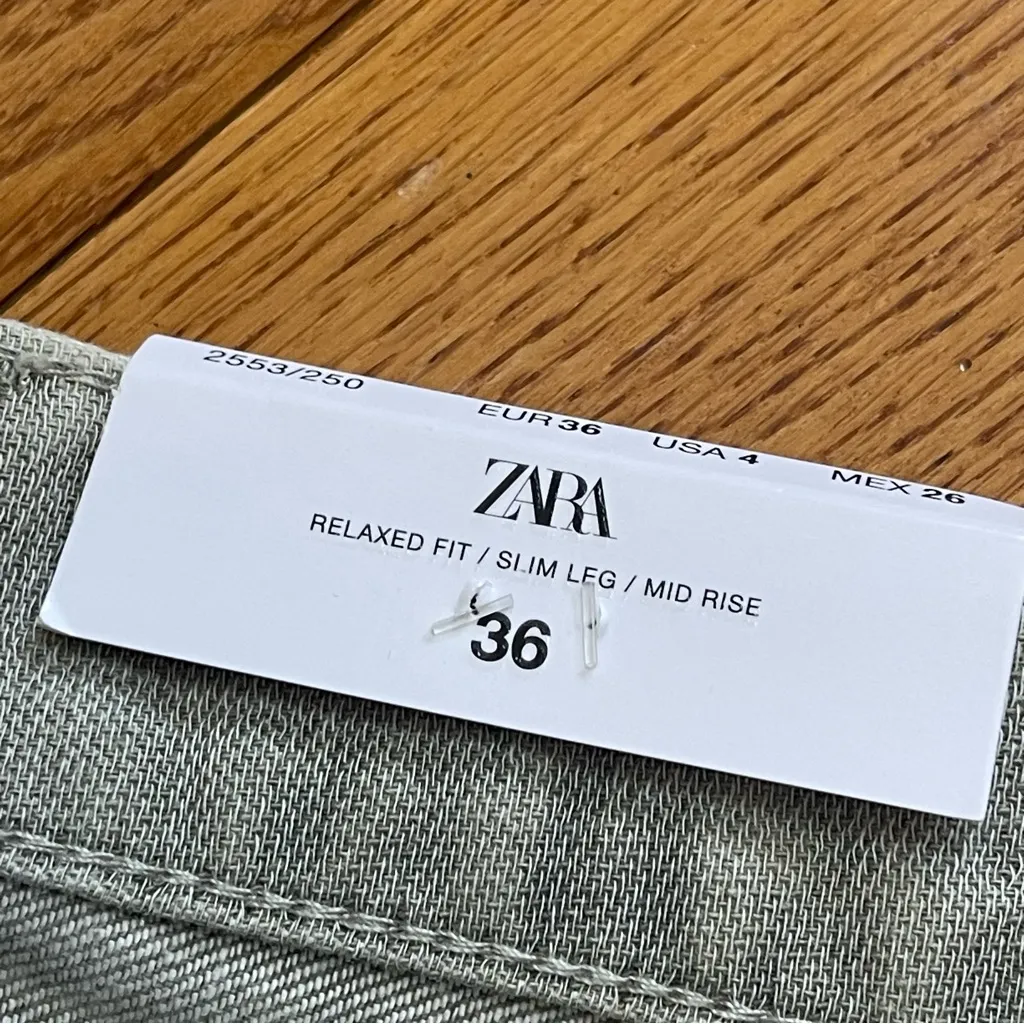 2553/250
EUR 36 USA 4 MEX 26
ZARA
RELAXED FIT / SLIM LEG / MID RISE
36